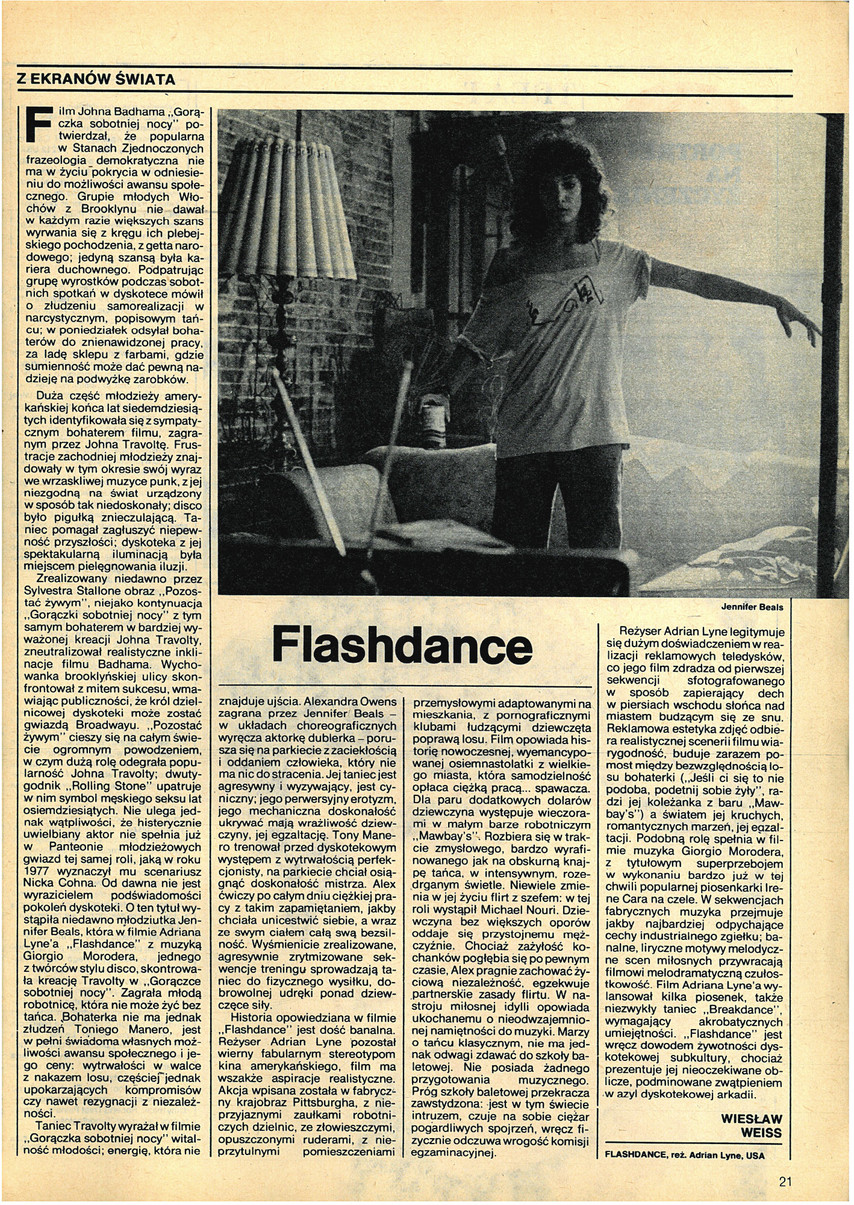 Z EKRANÓW ŚWIATA
Film Johna Badhama „Gorą-
czka sobotniej nocy" po-
twierdzał, że popularna
w Stanach Zjednoczonych
frazeologia demokratyczna nie
ma w życiu pokrycia w odniesie-
niu do możliwości awansu społe-
cznego. Grupie młodych Wło-
chów z Brooklynu nie dawał
w każdym razie większych szans
wyrwania się z kręgu ich plebej-
skiego pochodzenia, z getta naro-
dowego; jedyną szansą była ka-
riera duchownego. Podpatrując
grupę wyrostków podczas sobot-
nich spotkań w dyskotece mówił
o złudzeniu samorealizacji w
narcystycznym, popisowym tań-
cu; w poniedziałek odsyłał boha-
terów do znienawidzonej pracy,
za ladę sklepu z farbami, gdzie
sumienność może dać pewną na-
dzieję na podwyżkę zarobków.
Duża część młodzieży amery-
kańskiej końca lat siedemdziesią-
tych identyfikowała się z sympaty-
cznym bohaterem filmu, zagra-
nym przez Johna Travoltę. Frus-
tracje zachodniej młodzieży znaj-
dowały w tym okresie swój wyraz
we wrzaskliwej muzyce punk, z jej
niezgodną na świat urządzony
w sposób tak niedoskonały; disco
było pigułką znieczulającą. Ta-
niec pomagał zagłuszyć niepew-
ność przyszłości; dyskoteka z jej
spektakularną iluminacją była
miejscem pielęgnowania iluzji.
Zrealizowany niedawno przez
Sylvestra Stallone obraz „Pozos-
tać żywym", niejako kontynuacja
„Gorączki sobotniej nocy" z tym
samym bohaterem w bardziej wy-
ważonej kreacji Johna Travolty,
zneutralizował realistyczne inkli-
nacje filmu Badhama. Wycho-
wanka brooklyńskiej ulicy skon-
frontował z mitem sukcesu, wma-
wiając publiczności, że król dziel-
nicowej dyskoteki może zostać
gwiazdą Broadwayu. „Pozostać
żywym" cieszy się na całym świe-
cie ogromnym powodzeniem,
w czym dużą rolę odegrała popu-
larność Johna Travolty; dwuty-
godnik „Rolling Stone" upatruje
w nim symbol męskiego seksu lat
osiemdziesiątych. Nie ulega jed-
nak wątpliwości, że histerycznie
uwielbiany aktor nie spełnia już
w Panteonie młodzieżowych
gwiazd tej samej roli, jaką w roku
1977 wyznaczył mu scenariusz
Nicka Cohna. Od dawna nie jest
wyrazicielem podświadomości
pokoleń dyskoteki. O ten tytuł wy-
stąpiła niedawno młodziutka Jen-
nifer Beals, która w filmie Adriana
Lyne'a „Flashdance" z muzyką
Giorgio Morodera, jednego
z twórców stylu disco, skontrowa-
ła kreację Travolty w „Gorączce
sobotniej nocy". Zagrała młodą
robotnicę, która nie może żyć bez
tańca. Bohaterka nie ma jednak
złudzeń Toniego Manero, jest
w pełni świadoma własnych moż-
liwości awansu społecznego i je-
go ceny: wytrwałości w walce
z nakazem losu, częściej jednak
upokarzających kompromisów
czy nawet rezygnacji z niezależ-
ności.
Taniec Travolty wyrażał w filmie
„Gorączka sobotniej nocy" wital-
ność młodości; energię, która nie
Jennifer Beals
Flashdance
znajduje ujścia. Alexandra Owens
zagrana przez Jennifer Beals –
w układach choreograficznych
wyręcza aktorkę dublerka – poru-
sza się na parkiecie z zaciekłością
i oddaniem człowieka, który nie
ma nic do stracenia. Jej taniec jest
agresywny i wyzywający, jest cy-
niczny; jego perwersyjny erotyzm,
jego mechaniczna doskonałość
ukrywać mają wrażliwość dziew-
czyny, jej egzaltację. Tony Mane-
ro trenował przed dyskotekowym
występem z wytrwałością perfek-
cjonisty, na parkiecie chciał osią-
gnąć doskonałość mistrza. Alex
ćwiczy po całym dniu ciężkiej pra-
cy z takim zapamiętaniem, jakby
chciała unicestwić siebie, a wraz
ze swym ciałem całą swą bezsil-
ność. Wyśmienicie zrealizowane,
agresywnie zrytmizowane sek-
wencje treningu sprowadzają ta-
niec do fizycznego wysiłku, do-
browolnej udręki ponad dziew-
częce siły.
Historia opowiedziana w filmie
„Flashdance" jest dość banalna.
Reżyser Adrian Lyne pozostał
wierny fabularnym stereotypom
kina amerykańskiego, film ma
wszakże aspiracje realistyczne.
Akcja wpisana została w fabrycz-
ny krajobraz Pittsburgha, z nie-
przyjaznymi zaułkami robotni-
czych dzielnic, ze złowieszczymi,
opuszczonymi ruderami, z nie-
przytulnymi pomieszczeniami
przemysłowymi adaptowanymi na
mieszkania, z pornograficznymi
klubami łudzącymi dziewczęta
poprawą losu. Film opowiada his-
torię nowoczesnej, wyemancypo-
wanej osiemnastolatki z wielkie-
go miasta, która samodzielność
opłaca ciężką pracą... spawacza.
Dla paru dodatkowych dolarów
dziewczyna występuje wieczora-
mi w małym barze robotniczym
„Mawbay's". Rozbiera się w trak-
cie zmysłowego, bardzo wyrafi-
nowanego jak na obskurną knaj-
pę tańca, w intensywnym, roze-
drganym świetle. Niewiele zmie-
nia w jej życiu flirt z szefem: w tej
roli wystąpił Michael Nouri. Dzie-
wczyna bez większych oporów
oddaje się przystojnemu męż-
czyźnie. Chociaż zażyłość ko-
chanków pogłębia się po pewnym
czasie, Alex pragnie zachować ży-
ciową niezależność, egzekwuje
partnerskie zasady flirtu. W na-
stroju miłosnej idylli opowiada
ukochanemu o nieodwzajemnio-
nej namiętności do muzyki. Marzy
o tańcu klasycznym, nie ma jed-
nak odwagi zdawać do szkoły ba-
letowej. Nie posiada żadnego
przygotowania muzycznego.
Próg szkoły baletowej przekracza
zawstydzona: jest w tym świecie
intruzem, czuje na sobie ciężar
pogardliwych spojrzeń, wręcz fi-
zycznie odczuwa wrogość komisji
egzaminacyjnej.
Reżyser Adrian Lyne legitymuje
się dużym doświadczeniem w rea-
lizacji reklamowych teledysków,
co jego film zdradza od pierwszej
sekwencji sfotografowanego
w sposób zapierający dech
w piersiach wschodu słońca nad
miastem budzącym się ze snu.
Reklamowa estetyka zdjęć odbie-
ra realistycznej scenerii filmu wia-
rygodność, buduje zarazem po-
most między bezwzględnością lo-
su bohaterki („Jeśli ci się to nie
podoba, podetnij sobie żyły", ra-
dzi jej koleżanka z baru „Maw-
bay's") a światem jej kruchych,
romantycznych marzeń, jej egzal-
tacji. Podobną rolę spełnia w fil-
mie muzyka Giorgio Morodera,
z tytułowym superprzebojem
w wykonaniu bardzo już w tej
chwili popularnej piosenkarki Ire-
ne Cara na czele. W sekwencjach
fabrycznych muzyka przejmuje
jakby najbardziej odpychające
cechy industrialnego zgiełku; ba-
nalne, liryczne motywy melodycz-
ne scen miłosnych przywracają
filmowi melodramatyczną czułos-
tkowość. Film Adriana Lyne'a wy-
lansował kilka piosenek, także
niezwykły taniec „Breakdance",
wymagający akrobatycznych
umiejętności. „Flashdance" jest
wręcz dowodem żywotności dys-
kotekowej subkultury, chociaż
prezentuje jej nieoczekiwane ob-
licze, podminowane zwątpieniem
w azyl dyskotekowej arkadii.
WIESŁAW
WEISS
FLASHDANCE, reż. Adrian Lyne, USA
21